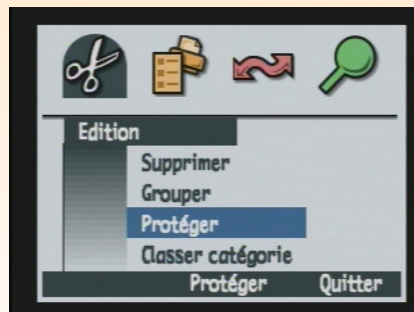 Edition
Supprimer
Grouper
Protéger
Classer catégorie
Protéger Quitter